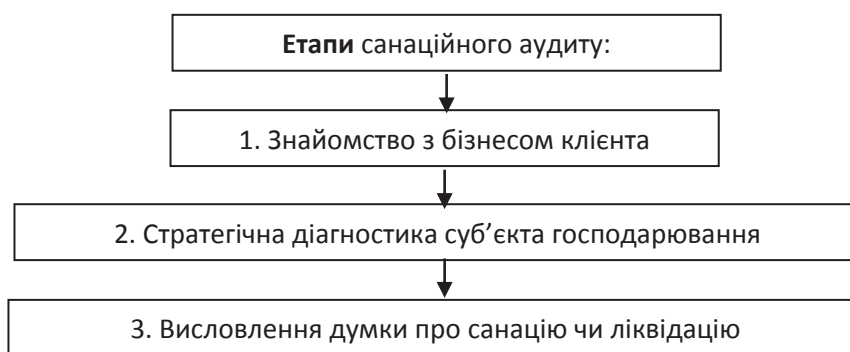 Етапи санаційного аудиту:
1. Знайомство з бізнесом клієнта
2. Стратегічна діагностика суб’єкта господарювання
3. Висловлення думки про санацію чи ліквідацію